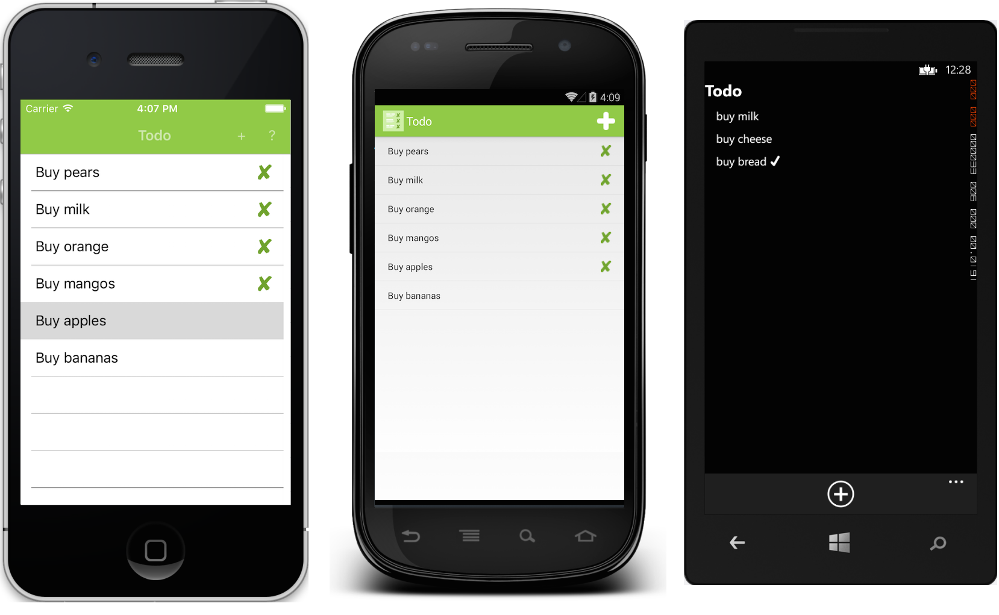 Carrier 4:07 PM
Todo + ?
Buy pears
Buy milk
Buy orange
Buy mangos
Buy apples
Buy bananas
4:09
Todo
Buy pears
Buy milk
Buy orange
Buy mangos
Buy apples
Buy bananas
12:28
Todo
buy milk
buy cheese
buy bread